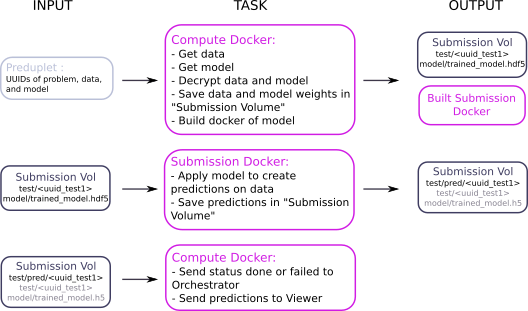 INPUT
TASK
OUTPUT
Preduplet :
UUIDs of problem, data,
and model
Compute Docker:
- Get data
- Get model
- Decrypt data and model
- Save data and model weights in
"Submission Volume"
- Build docker of model
Submission Vol
test/<uuid_test1>
model/trained_model.hdf5
Built Submission
Docker
Submission Vol
test/<uuid_test1>
model/trained_model.hdf5
Submission Docker:
- Apply model to create
predictions on data
- Save predictions in "Submission
Volume"
Submission Vol
test/pred/<uuid_test1>
test/<uuid_test1>
model/trained_model.h5
Submission Vol
test/pred/<uuid_test1>
test/<uuid_test1>
model/trained_model.h5
Compute Docker:
- Send status done or failed to
Orchestrator
- Send predictions to Viewer